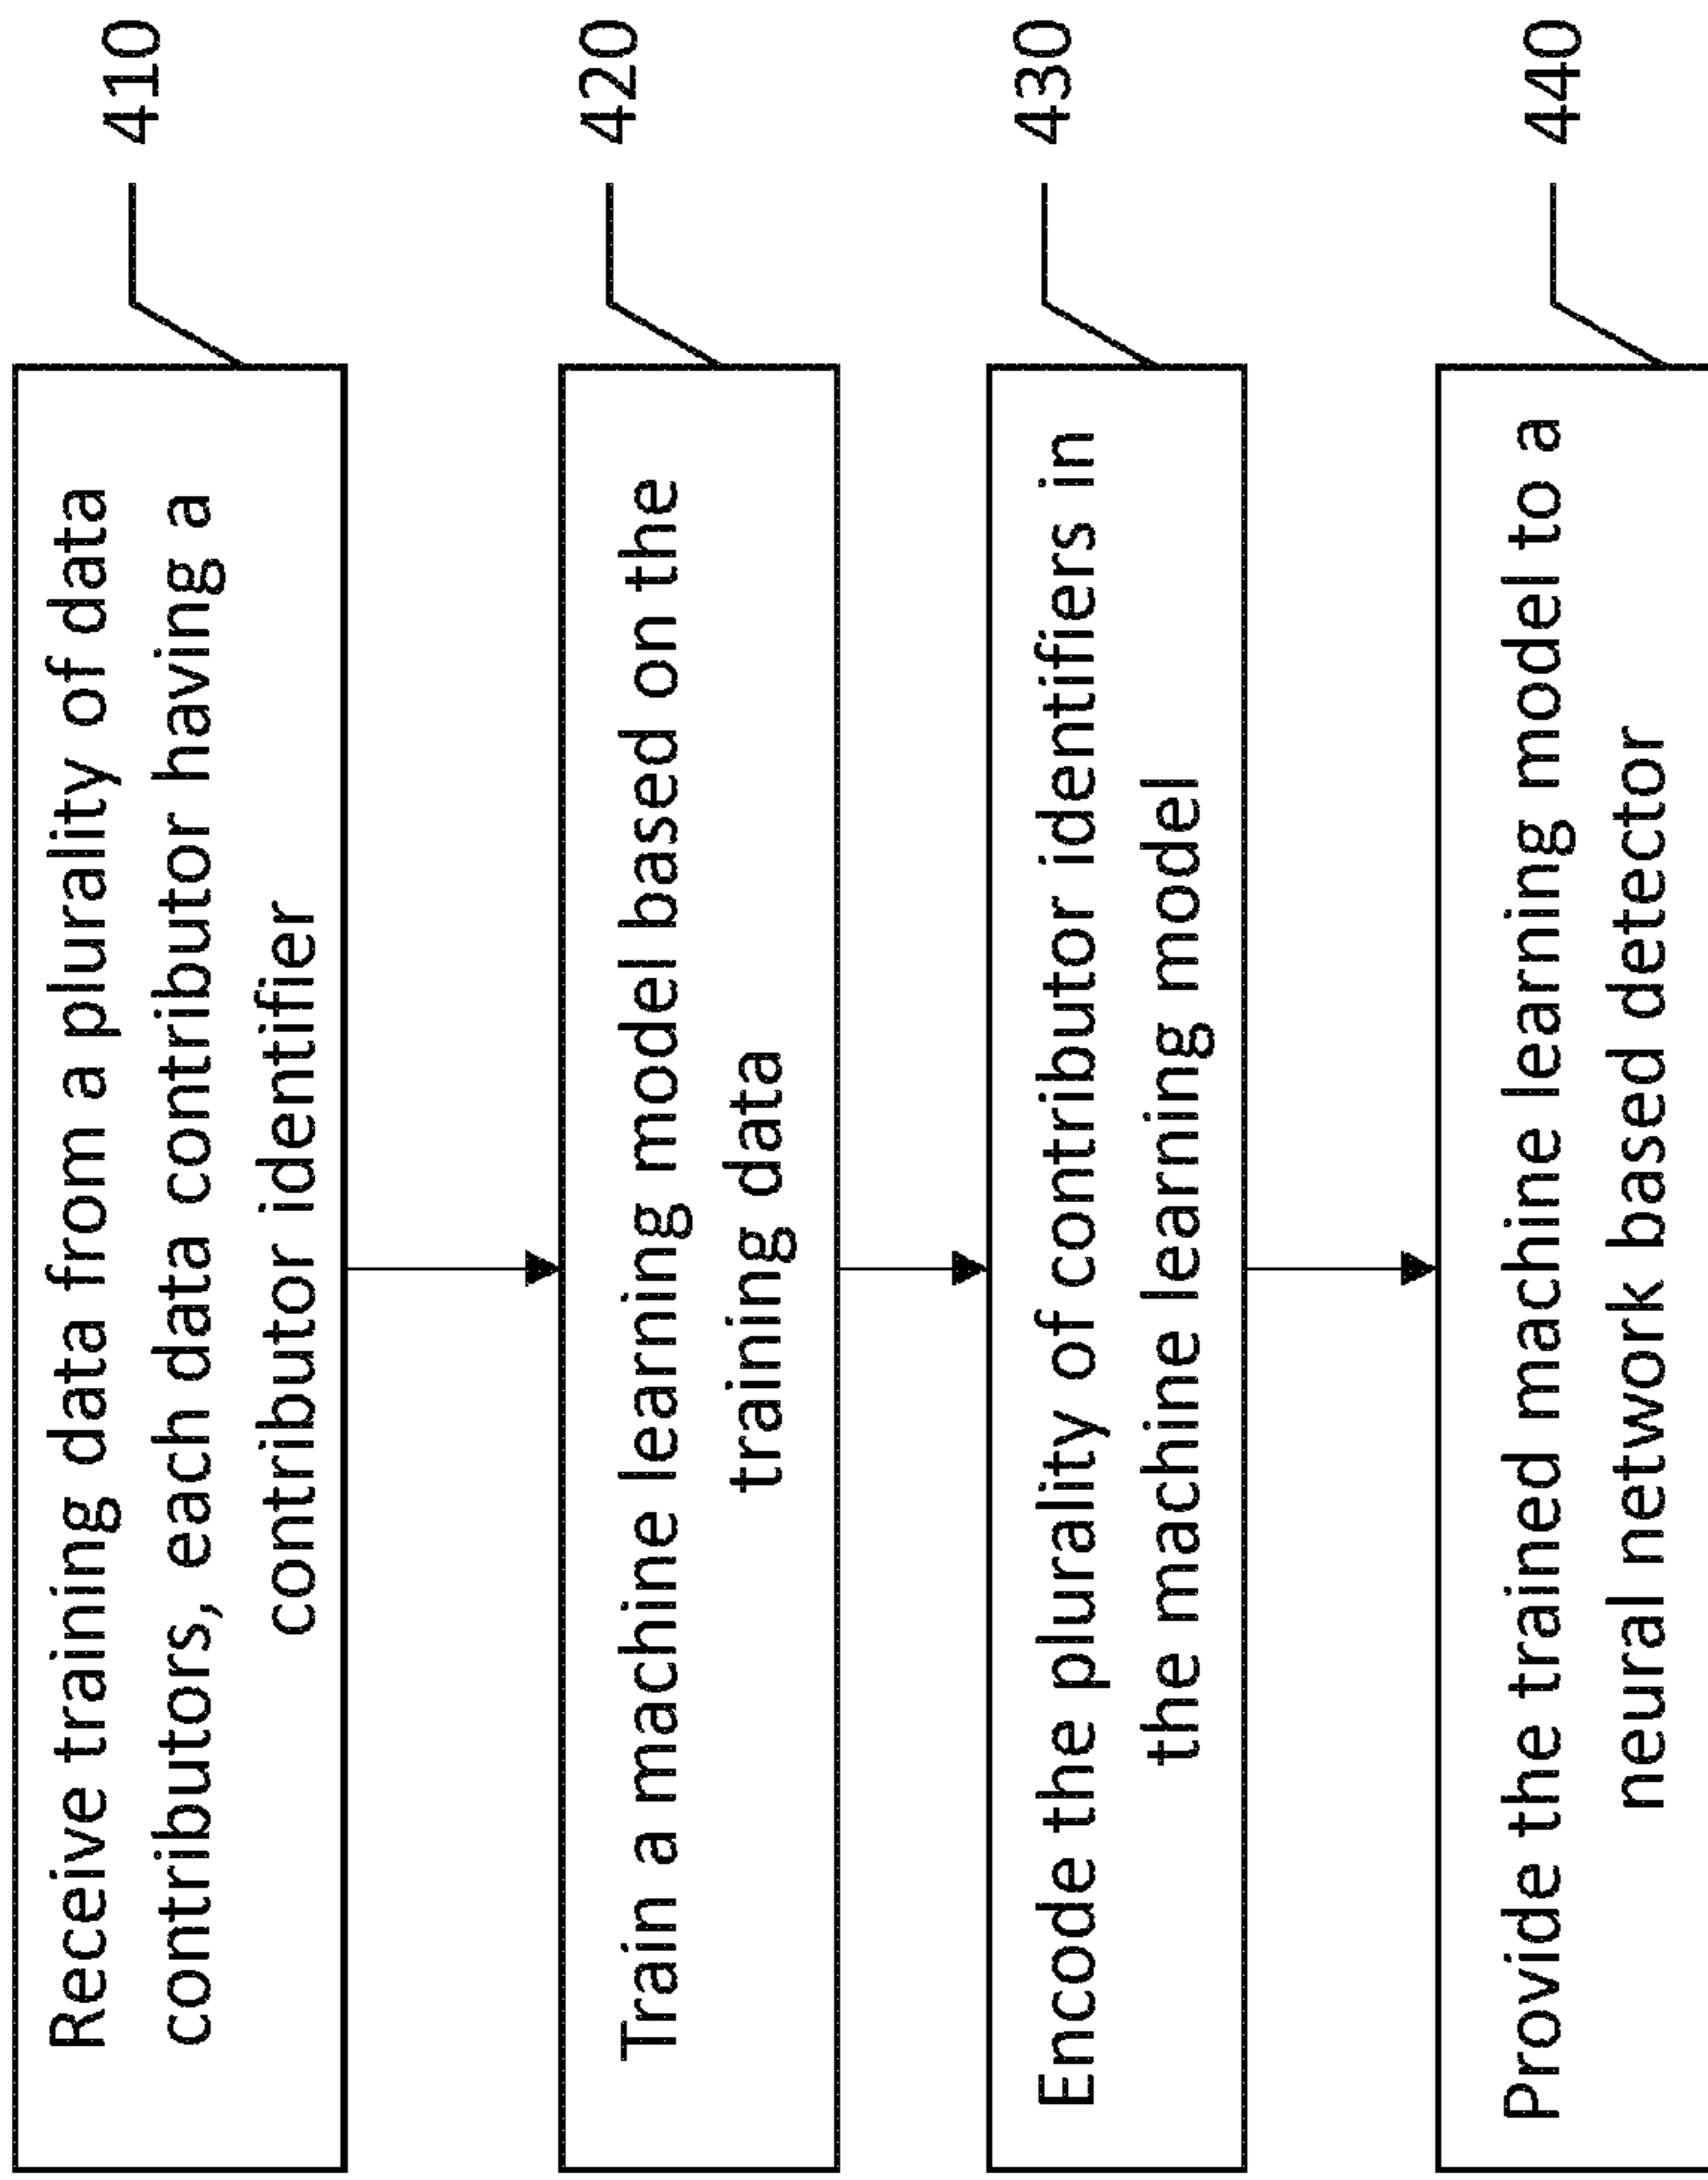 Receive training data from a plurality of data
contributors, each data contributor having a
contributor identifier
410
Train a machine learning model based on the
training data
420
Encode the plurality of contributor identifiers in
the machine learning model
430
Provide the trained machine learning model to a
neural network based detector
440